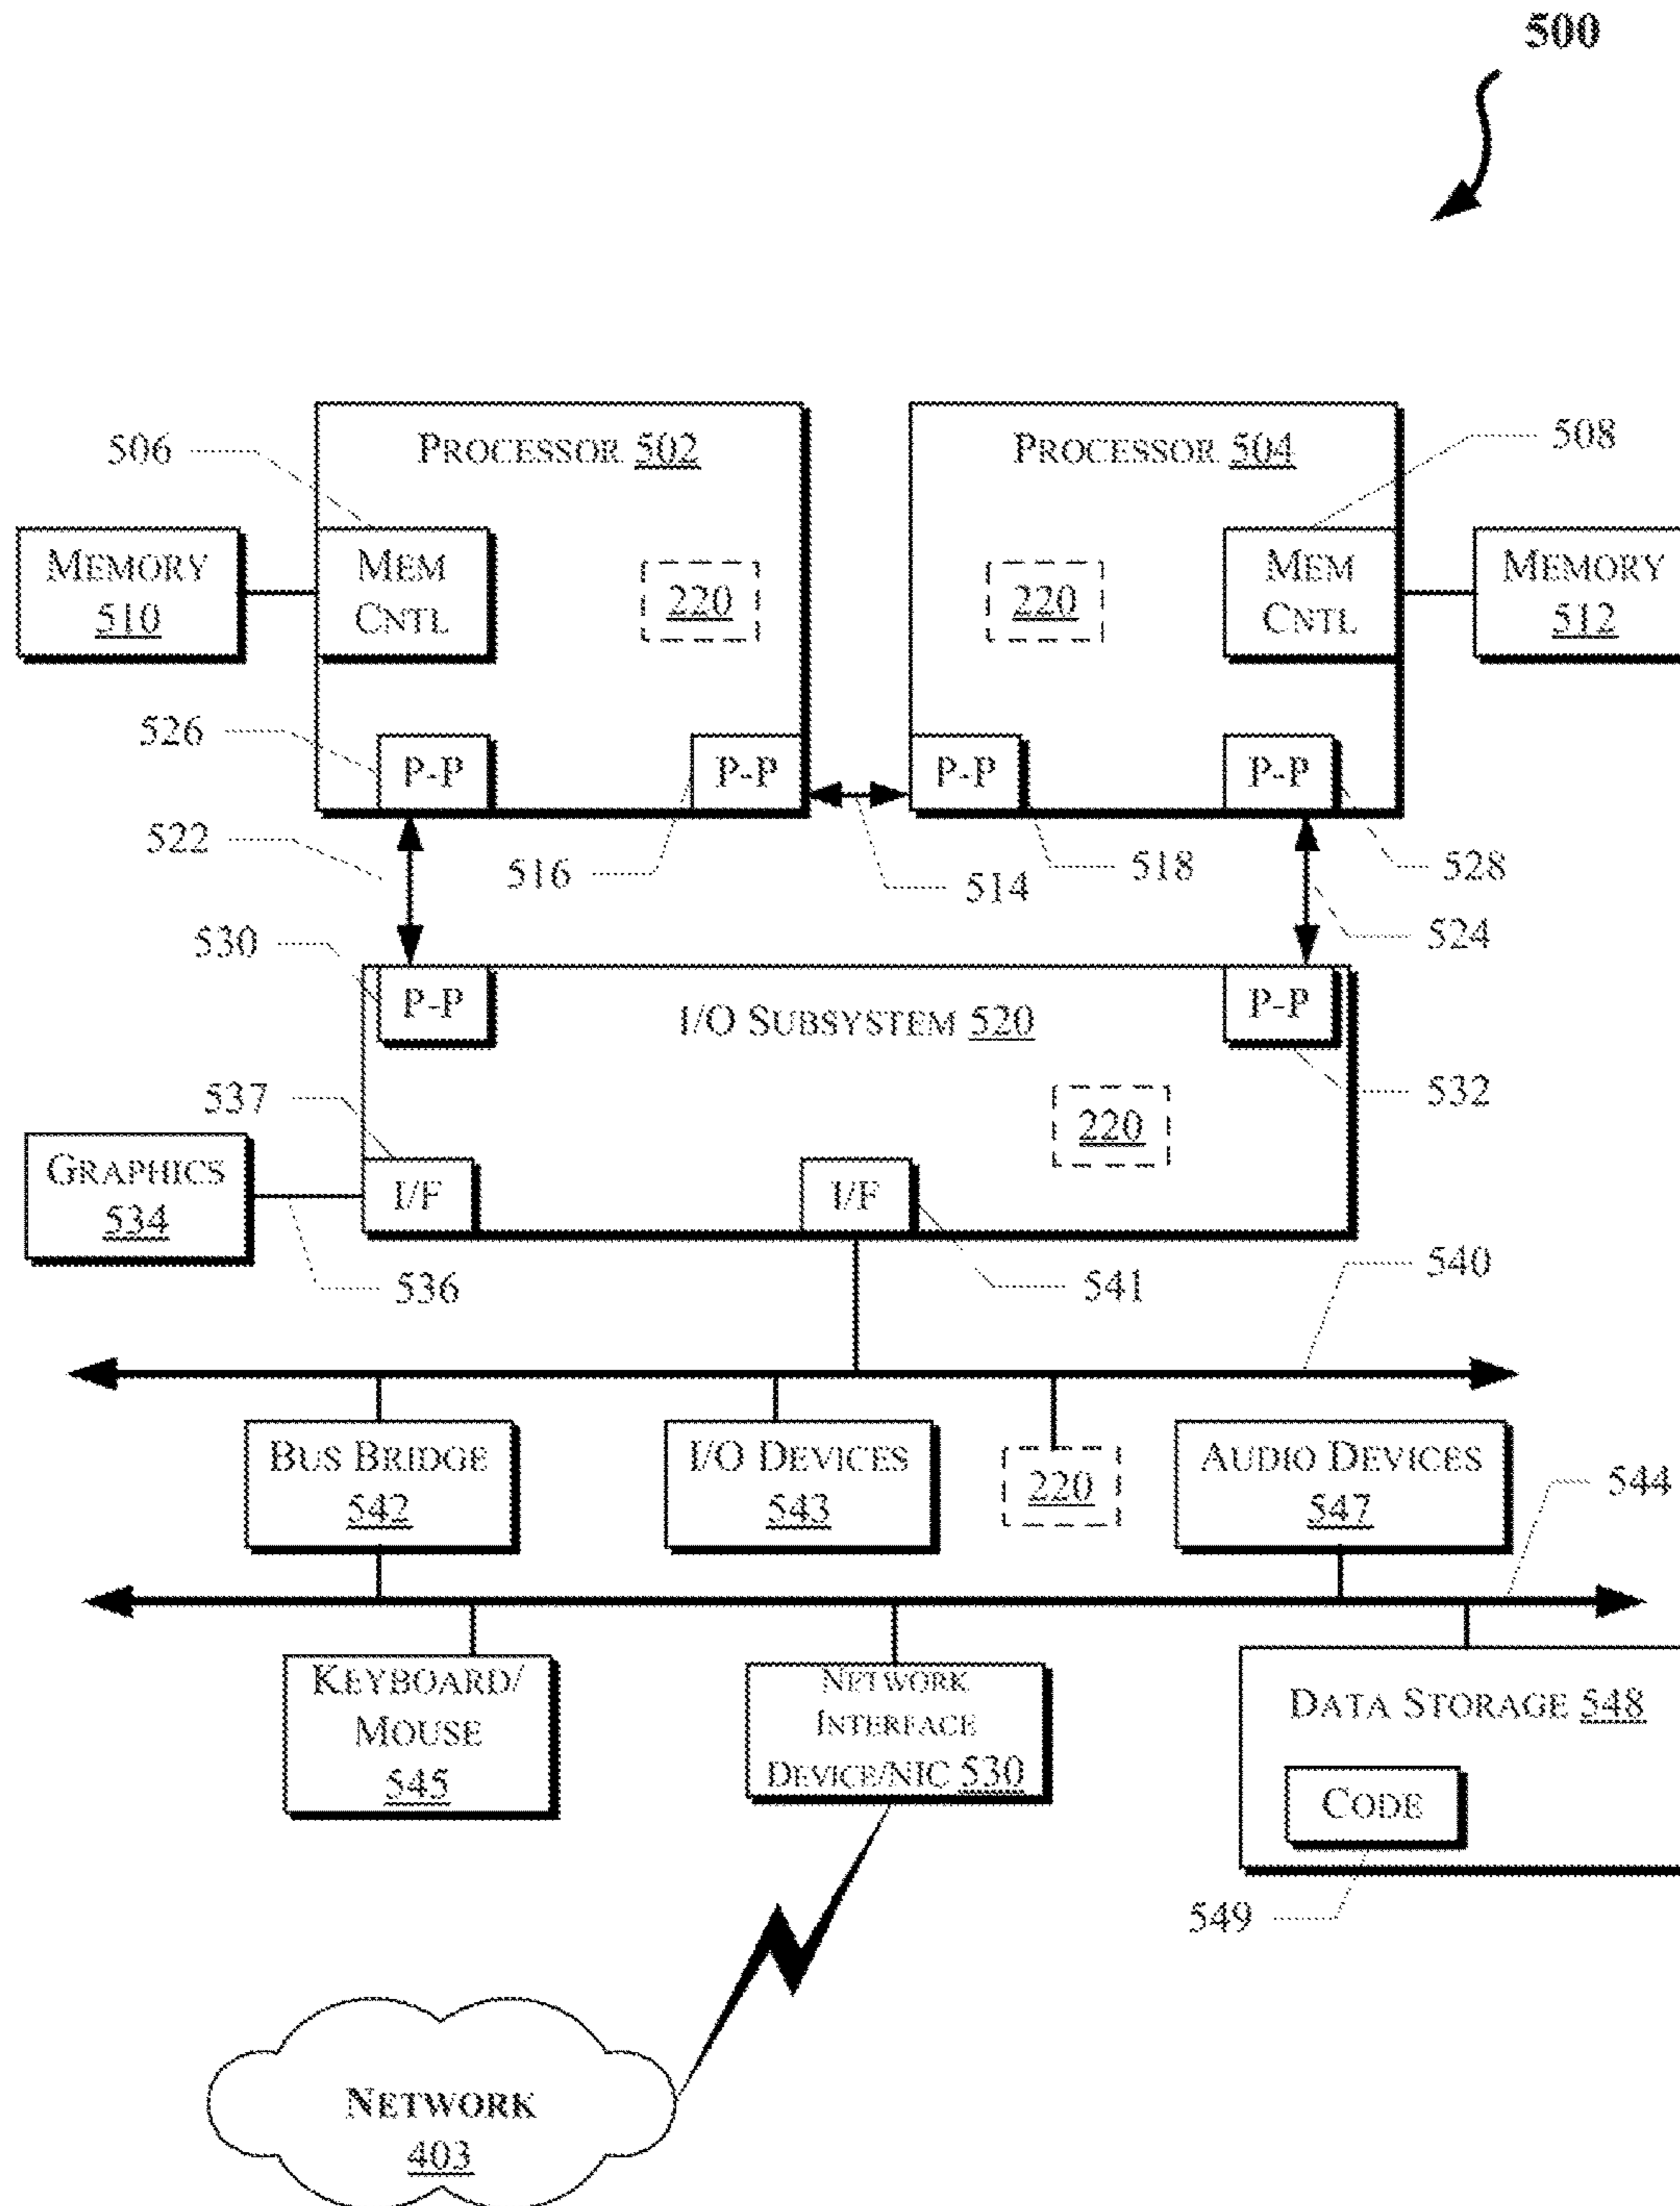 500
506
PROCESSOR 502
PROCESSOR 504
508
MEMORY
510
MEM
CNTL
220
220
MEM
CNTL
MEMORY
512
526
P-P
P-P
P-P
P-P
522
516
514
518
528
530
524
P-P
I/O SUBSYSTEM 520
P-P
537
220
532
GRAPHICS
534
I/F
I/F
536
541
540
BUS BRIDGE
542
I/O DEVICES
543
220
AUDIO DEVICES
547
544
KEYBOARD/
MOUSE
545
NETWORK
INTERFACE
DEVICE/NIC 530
DATA STORAGE 548
CODE
549
NETWORK
403